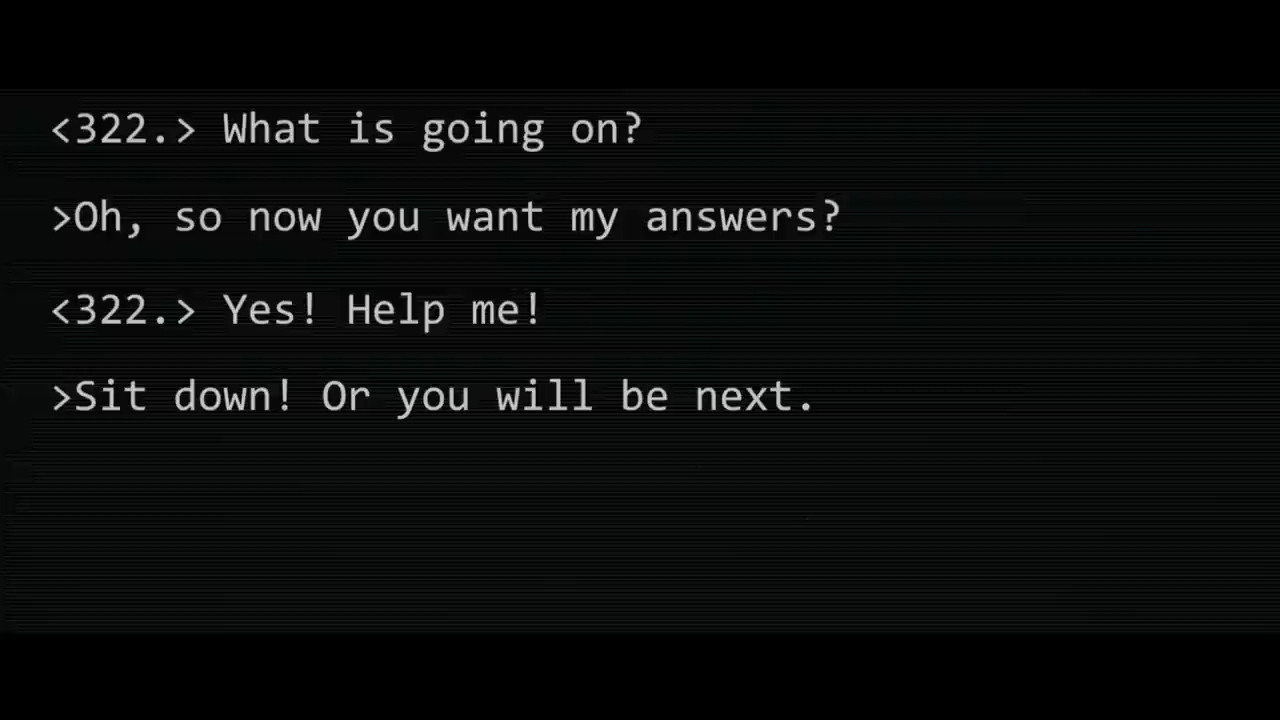 <322.> What is going on?
>Oh, so now you want my answers?
<322.> Yes! Help me!
>Sit down! Or you will be next.